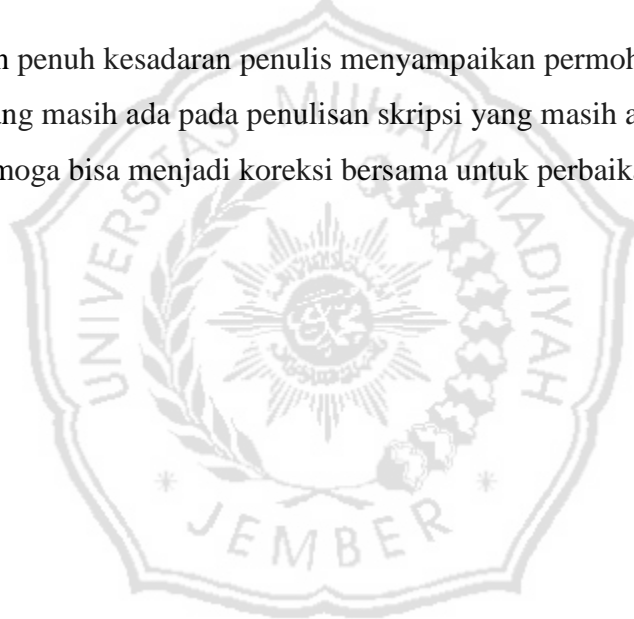 n penuh kesadaran penulis menyampaikan permoh
ang masih ada pada penulisan skripsi yang masih a
moga bisa menjadi koreksi bersama untuk perbaik
UNIVERSITAS MUHAMMADIYAH
JEMBER